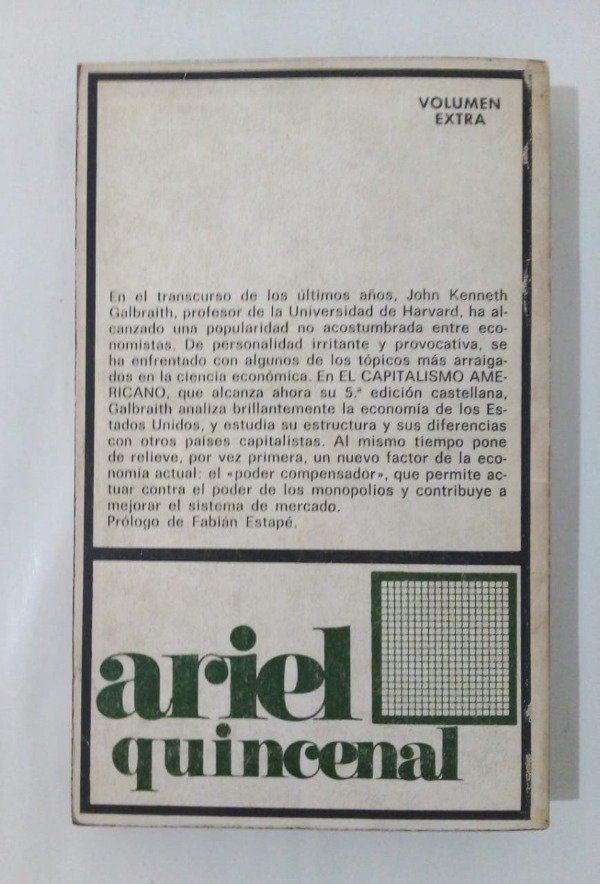 VOLUMEN
EXTRA
En el transcurso de los últimos años, John Kenneth
Galbraith, profesor de la Universidad de Harvard, ha al-
canzado una popularidad no acostumbrada entre eco-
nomistas. De personalidad irritante y provocativa, se
ha enfrentado con algunos de los tópicos más arraiga-
dos en la ciencia económica. En EL CAPITALISMO AME-
RICANO, que alcanza ahora su 5.ª edición castellana,
Galbraith analiza brillantemente la economía de los Es-
tados Unidos, y estudia su estructura y sus diferencias
con otros países capitalistas. Al mismo tiempo pone
de relieve, por vez primera, un nuevo factor de la eco-
nomía actual: el «poder compensador», que permite ac-
tuar contra el poder de los monopolios y contribuye a
mejorar el sistema de mercado.
Prólogo de Fabián Estapé.
ariel
quincenal